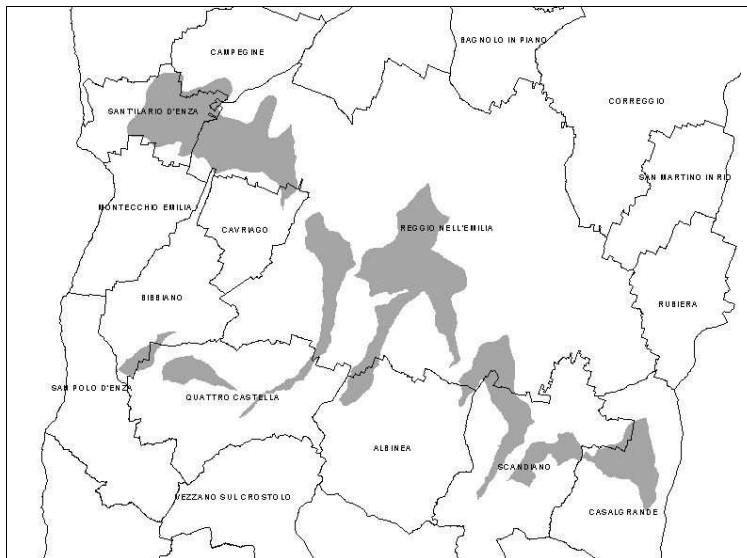 CAMPEGINE
BAGNOLO IN PIANO
SANT'ILARIO D'ENZA
CORREGGIO
SAN MARTINO IN RIO
MONTECCHIO EMILIA
CAVRIAGO
REGGIO NELL'EMILIA
BIBBIANO
RUBIERA
SAN POLO D'ENZA
QUATTRO CASTELLA
ALBINEA
SCANDIANO
VEZZANO SUL CROSTOLO
CASALGRANDE